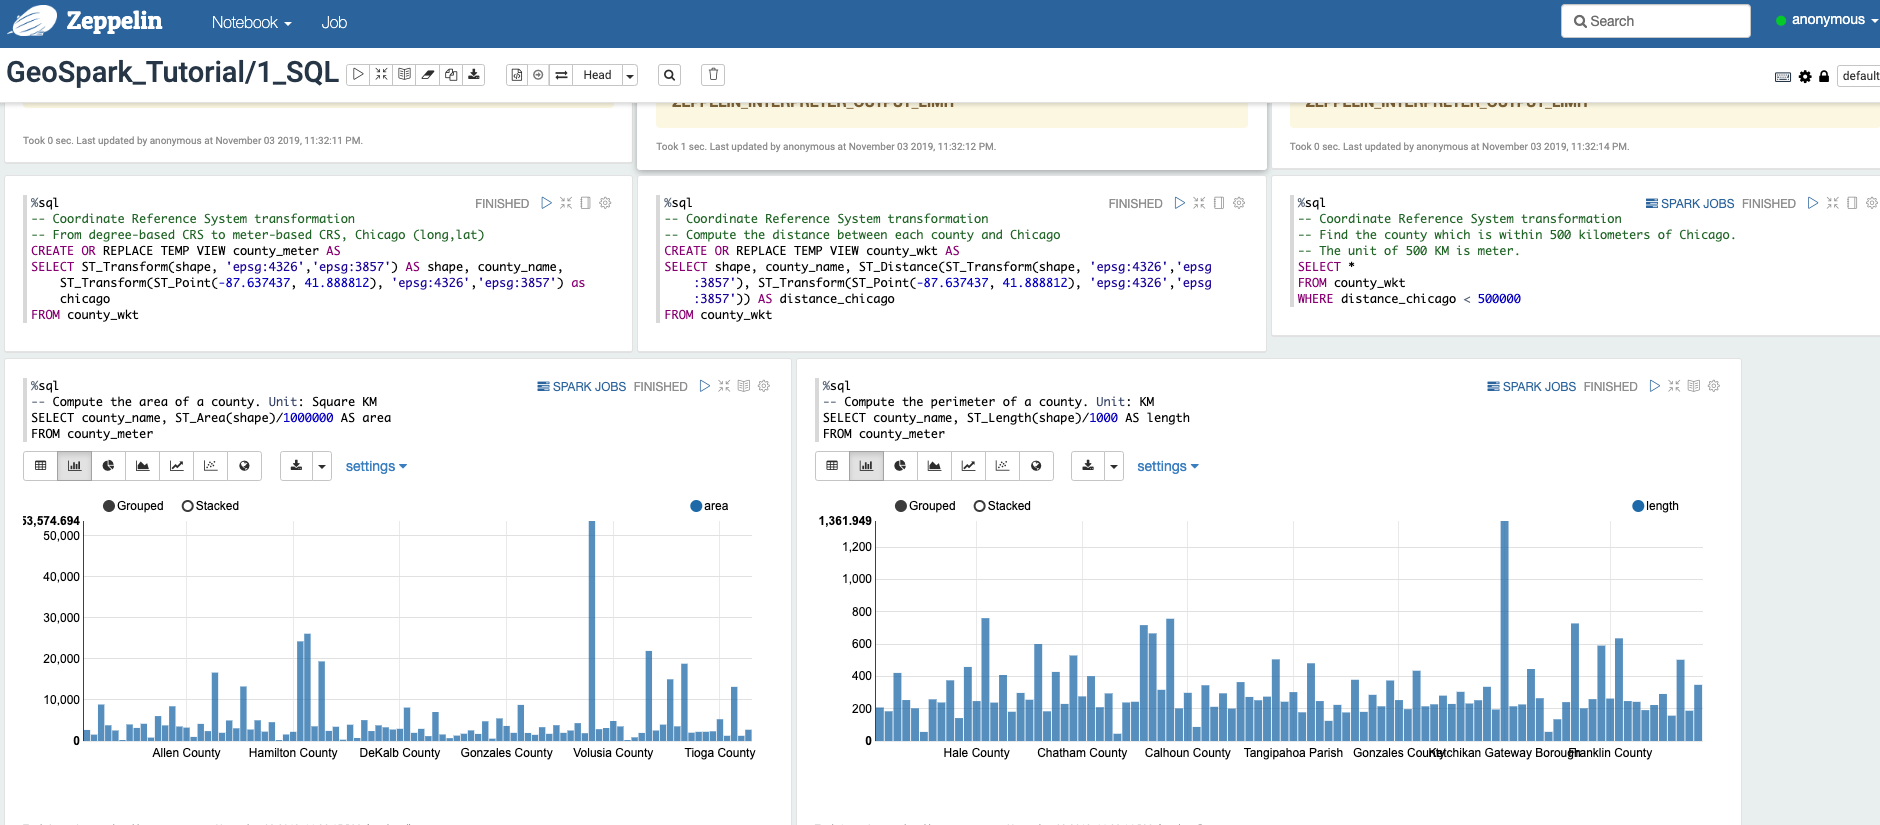 Zeppelin
Notebook
Job
Search
anonymous
GeoSpark_Tutorial/1_SQL
Head
default
ZEPPELIN_INTERPRETER_OUTPUT_LIMIT
ZEPPELIN_INTERPRETER_OUTPUT_LIMIT
Took 0 sec. Last updated by anonymous at November 03 2019, 11:32:11 PM.
Took 1 sec. Last updated by anonymous at November 03 2019, 11:32:12 PM.
Took 0 sec. Last updated by anonymous at November 03 2019, 11:32:14 PM.
FINISHED
%sql
-- Coordinate Reference System transformation
-- From degree-based CRS to meter-based CRS, Chicago (long,lat)
CREATE OR REPLACE TEMP VIEW county_meter AS
SELECT ST_Transform(shape, 'epsg:4326','epsg:3857') AS shape, county_name,
ST_Transform(ST_Point(-87.637437, 41.888812), 'epsg:4326','epsg:3857') as
chicago
FROM county_wkt
FINISHED
%sql
-- Coordinate Reference System transformation
-- Compute the distance between each county and Chicago
CREATE OR REPLACE TEMP VIEW county_wkt AS
SELECT shape, county_name, ST_Distance(ST_Transform(shape, 'epsg:4326','epsg
:3857'), ST_Transform(ST_Point(-87.637437, 41.888812), 'epsg:4326','epsg
:3857')) AS distance_chicago
FROM county_wkt
SPARK JOBS FINISHED
%sql
-- Coordinate Reference System transformation
-- Find the county which is within 500 kilometers of Chicago.
-- The unit of 500 KM is meter.
SELECT *
FROM county_wkt
WHERE distance_chicago < 500000
SPARK JOBS FINISHED
%sql
-- Compute the area of a county. Unit: Square KM
SELECT county_name, ST_Area(shape)/1000000 AS area
FROM county_meter
settings
Grouped Stacked
area
53,574.694
50,000
40,000
30,000
20,000
10,000
0
Allen County Hamilton County DeKalb County Gonzales County Volusia County Tioga County
SPARK JOBS FINISHED
%sql
-- Compute the perimeter of a county. Unit: KM
SELECT county_name, ST_Length(shape)/1000 AS length
FROM county_meter
settings
Grouped Stacked
length
1,361.949
1,200
1,000
800
600
400
200
0
Hale County Chatham County Calhoun County Tangipahoa Parish Gonzales County Ketchikan Gateway Borough Franklin County